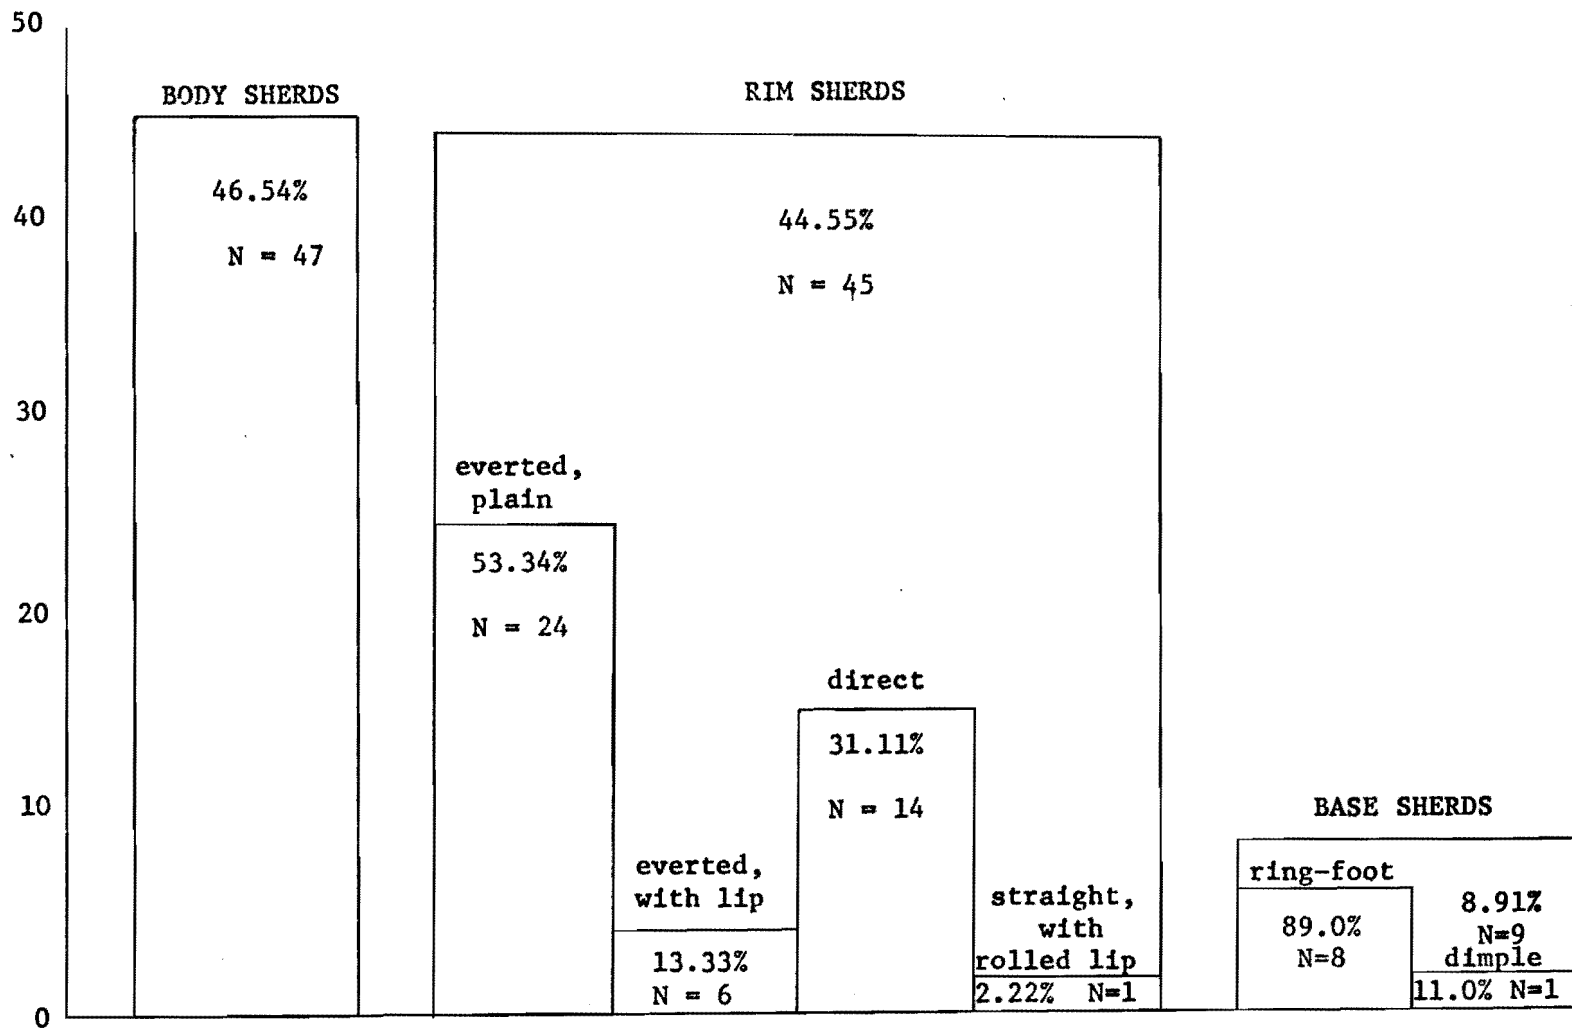 50
40
30
20
10
0
BODY SHERDS
46.54%
N = 47
RIM SHERDS
44.55%
N = 45
everted,
plain
53.34%
N = 24
everted,
with lip
13.33%
N = 6
direct
31.11%
N = 14
straight,
with
rolled lip
2.22% N=1
BASE SHERDS
ring-foot
89.0%
N=8
8.91%
N=9
dimple
11.0% N=1